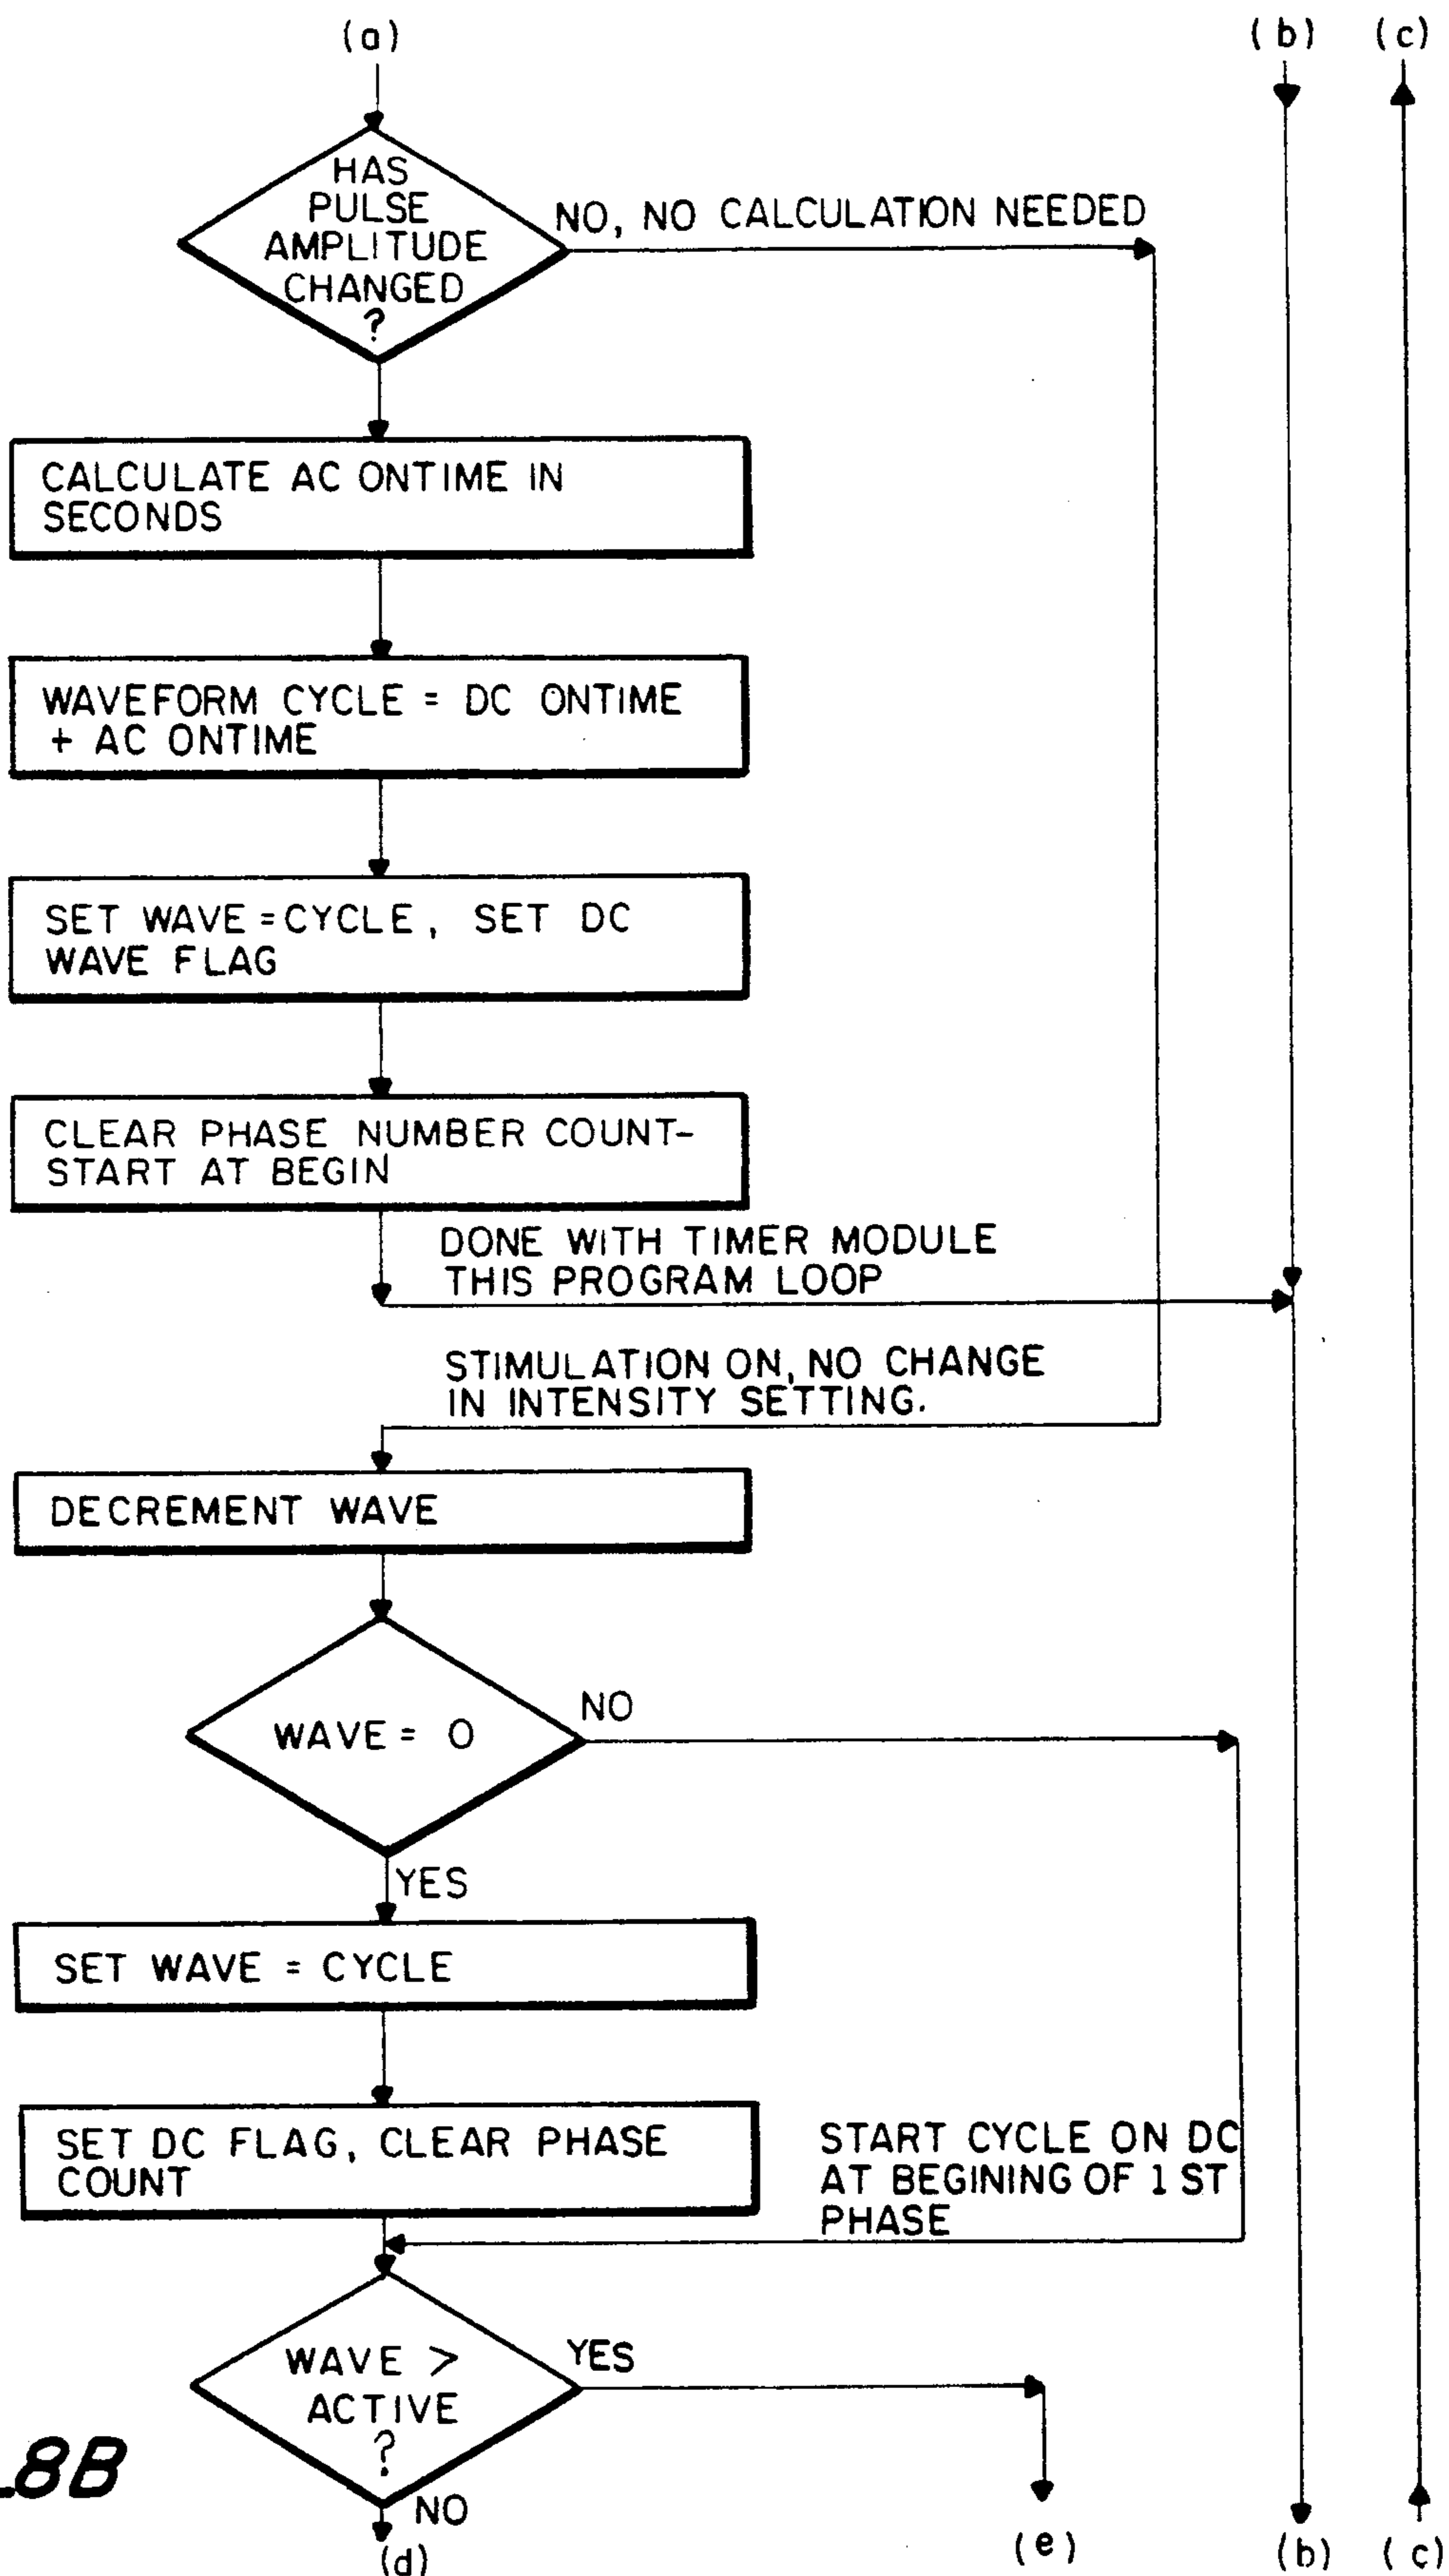 (a)
(b)
(c)
HAS
PULSE
AMPLITUDE
CHANGED
?
NO, NO CALCULATION NEEDED
CALCULATE AC ONTIME IN
SECONDS
WAVEFORM CYCLE = DC ONTIME
+ AC ONTIME
SET WAVE = CYCLE, SET DC
WAVE FLAG
CLEAR PHASE NUMBER COUNT-
START AT BEGIN
DONE WITH TIMER MODULE
THIS PROGRAM LOOP
STIMULATION ON, NO CHANGE
IN INTENSITY SETTING.
DECREMENT WAVE
WAVE = 0
NO
YES
SET WAVE = CYCLE
SET DC FLAG, CLEAR PHASE
COUNT
START CYCLE ON DC
AT BEGINING OF 1 ST
PHASE
WAVE >
ACTIVE
?
YES
NO
.8B
(d)
(e)
(b)
(c)